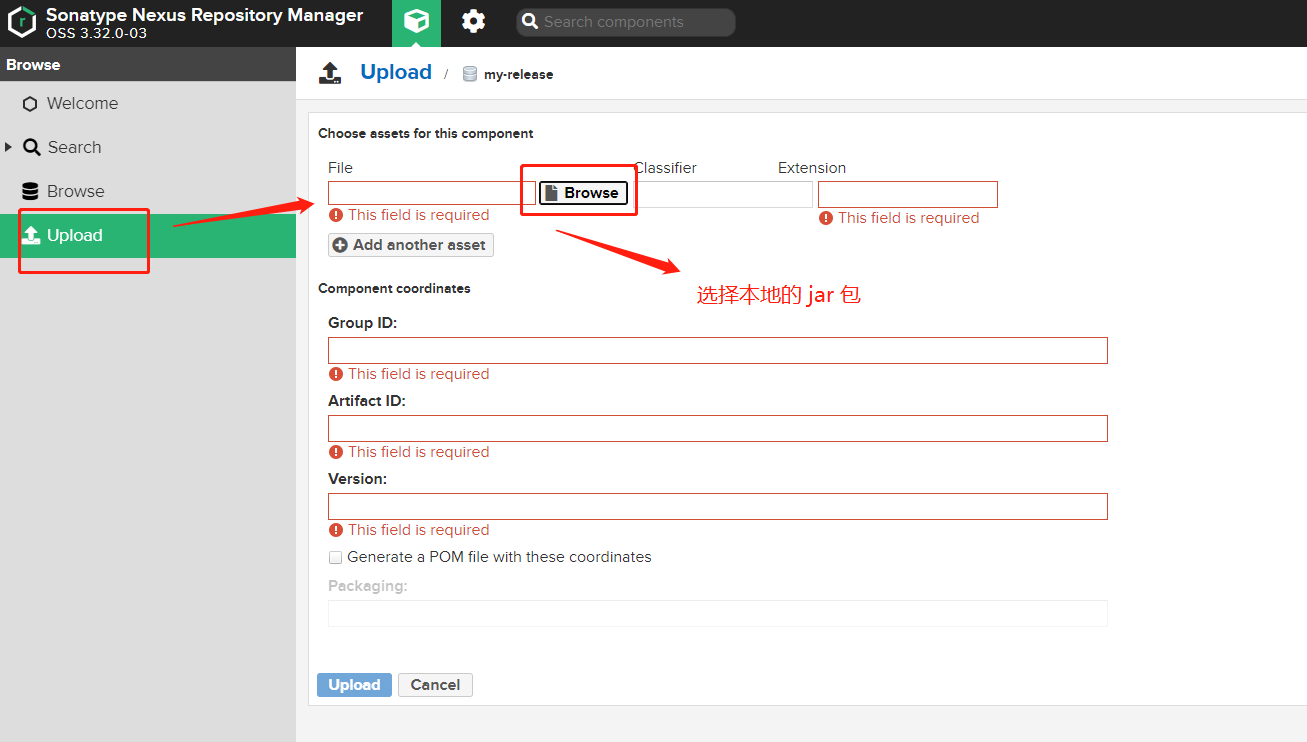 Sonatype Nexus Repository Manager
OSS 3.32.0-03
Search components
Browse
Welcome
Search
Browse
Upload
Upload / my-release
Choose assets for this component
File Classifier Extension
Browse
This field is required This field is required
Add another asset
选择本地的 jar 包
Component coordinates
Group ID:
This field is required
Artifact ID:
This field is required
Version:
This field is required
Generate a POM file with these coordinates
Packaging:
Upload Cancel